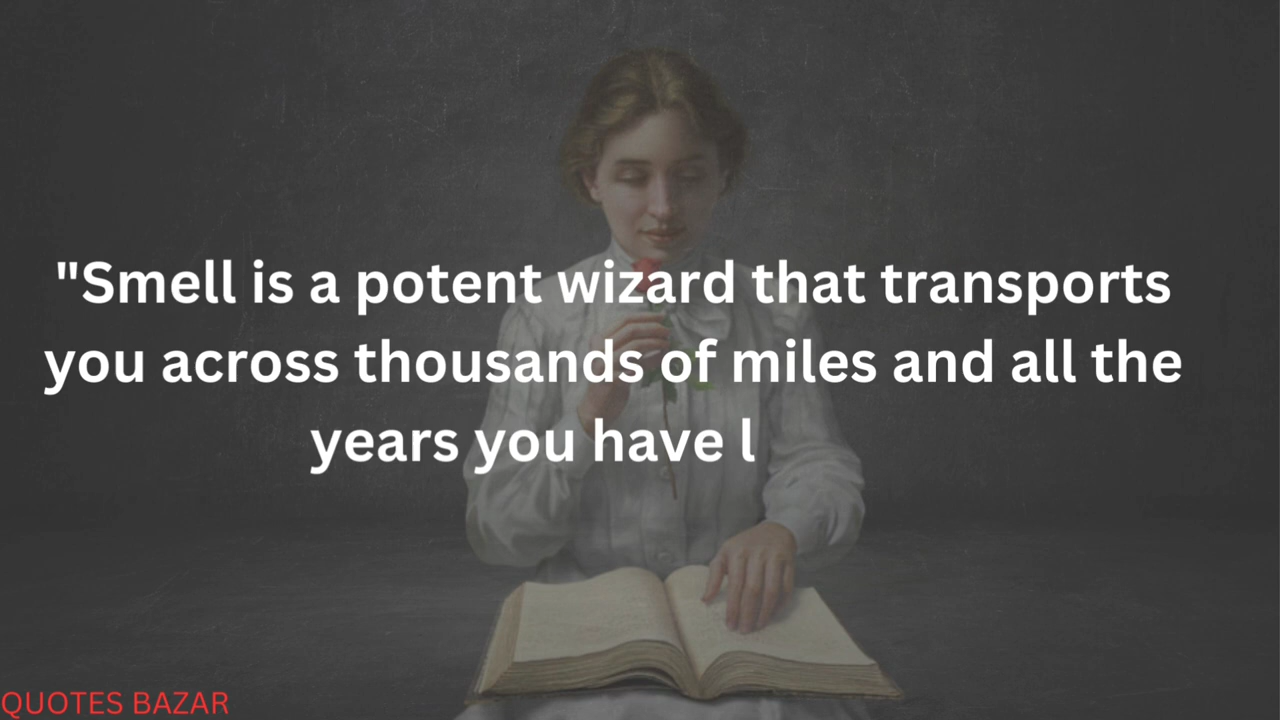 "Smell is a potent wizard that transports
you across thousands of miles and all the
years you have l
QUOTES BAZAR